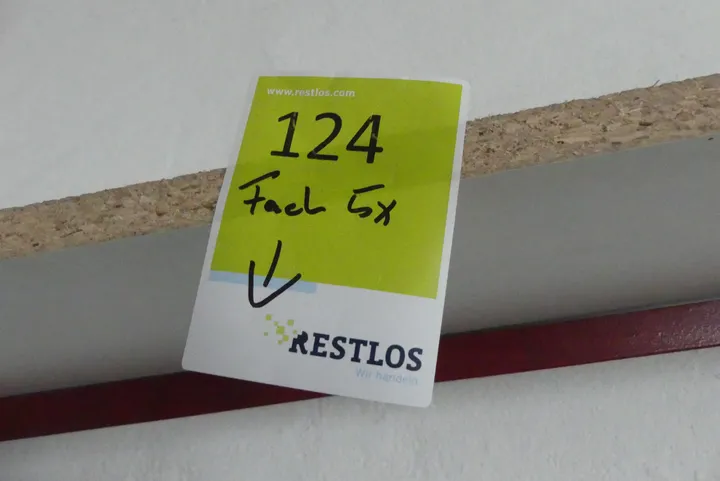 www.restlos.com
124
Fach 5x
RESTLOS
Wir handeln